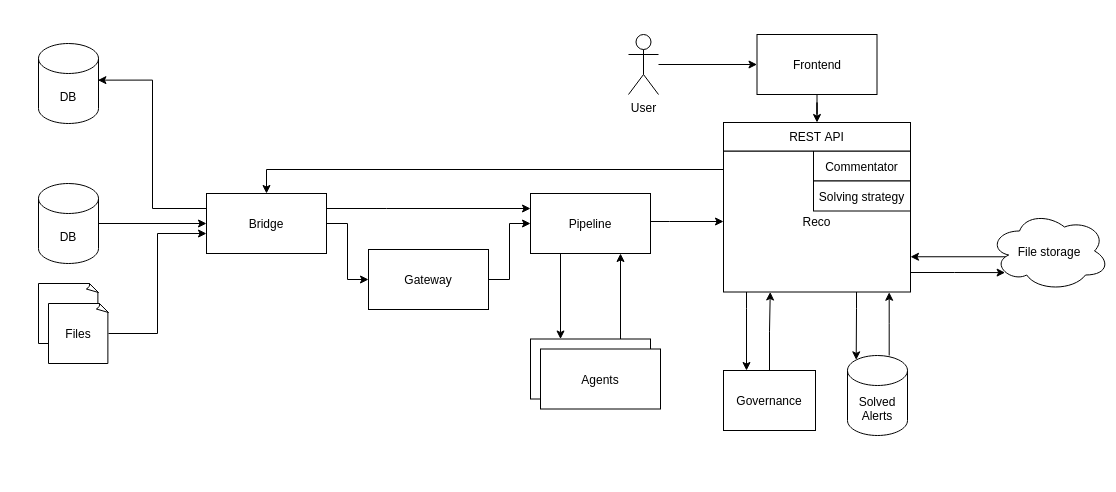 User
Frontend
DB
REST API
Commentator
Solving strategy
DB
Bridge
Pipeline
Reco
File storage
Gateway
Files
Agents
Governance
Solved
Alerts